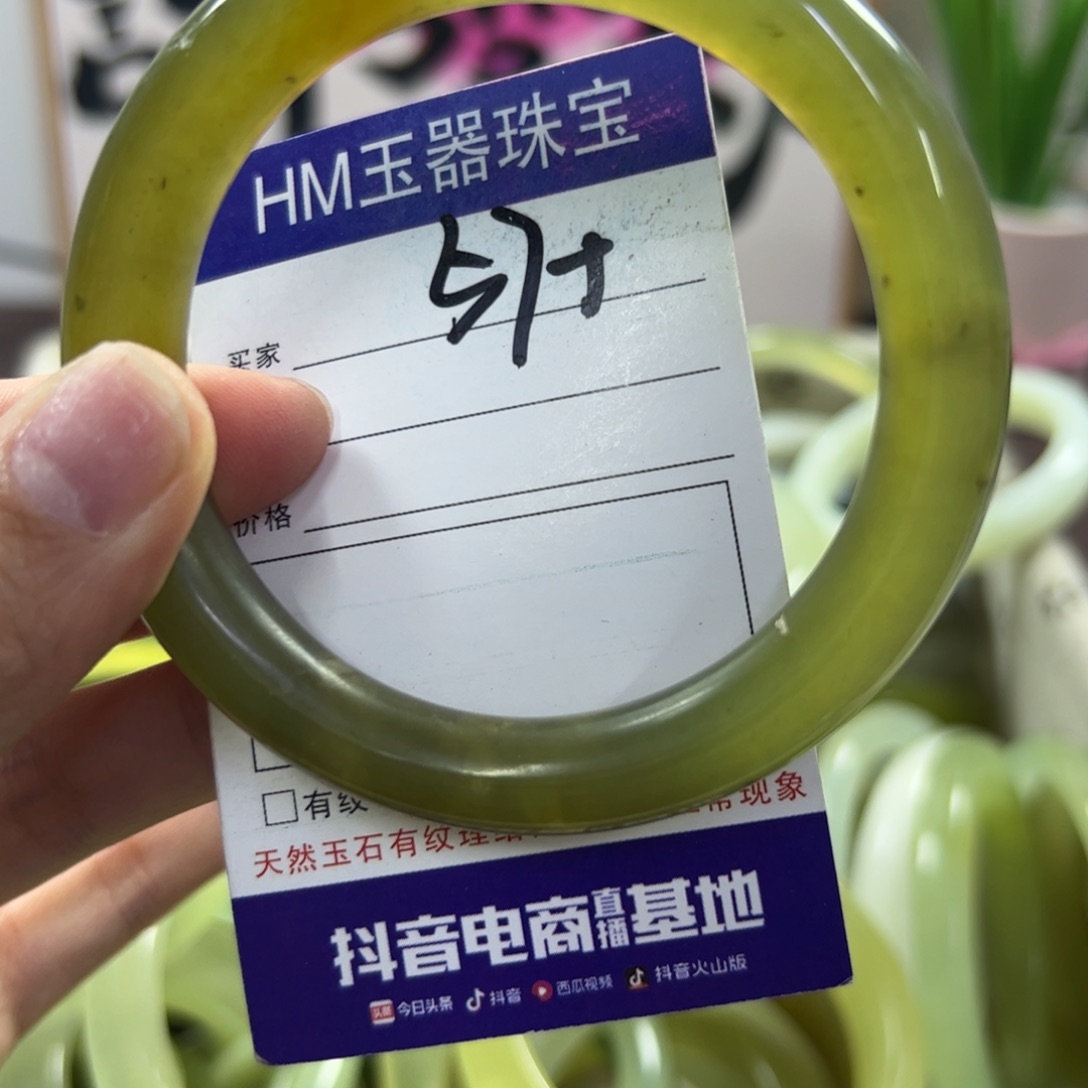 HM玉器珠宝
买家
价格
有纹
天然玉石有纹理 常现象
抖音电商直播基地
今日头条 抖音 西瓜视频 抖音火山版